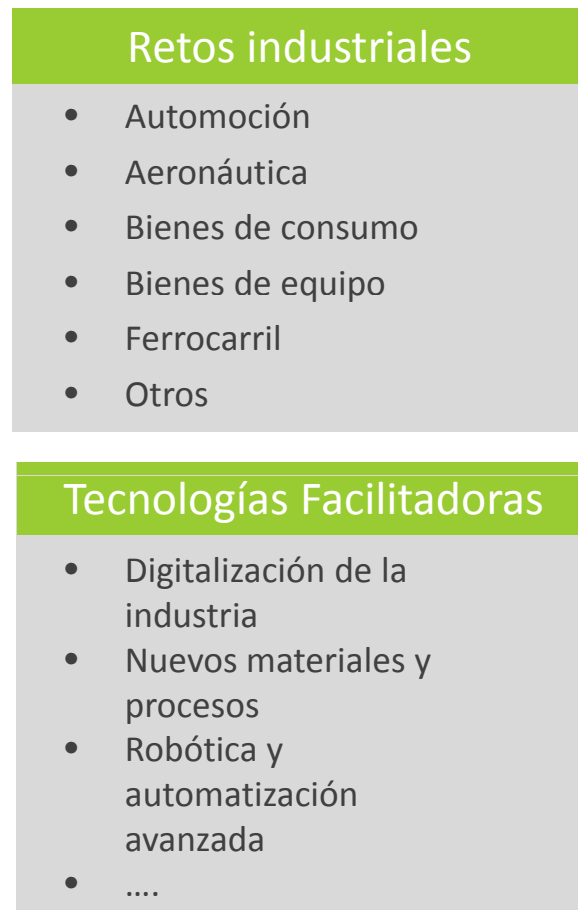 Retos industriales
• Automoción
• Aeronáutica
• Bienes de consumo
• Bienes de equipo
• Ferrocarril
• Otros
Tecnologías Facilitadoras
• Digitalización de la
industria
• Nuevos materiales y
procesos
• Robótica y
automatización
avanzada
• ....